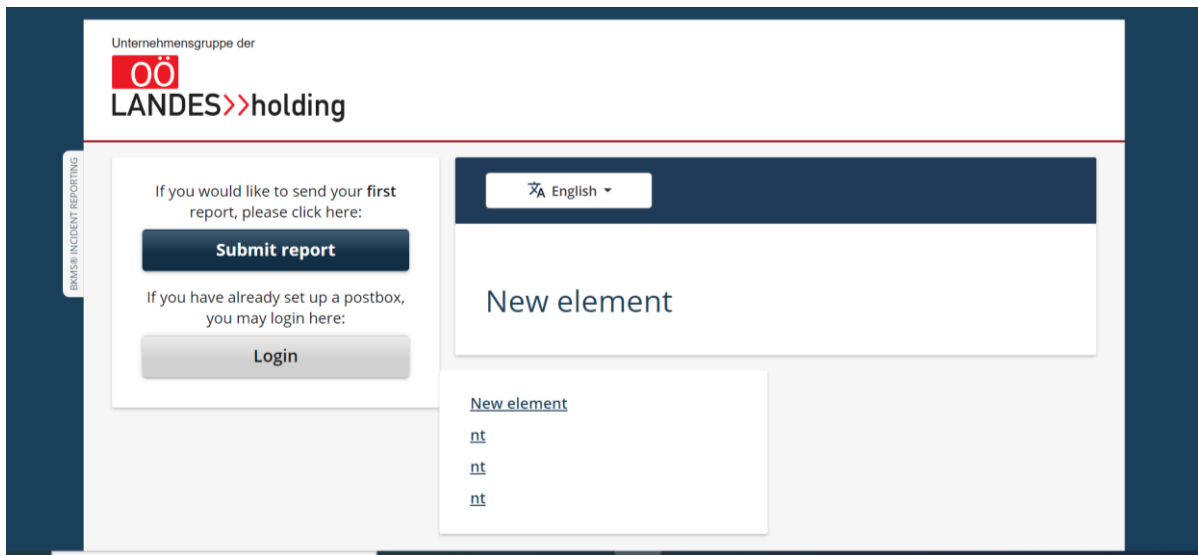 Unternehmensgruppe der
OÖ
LANDES>>holding
BKMS® INCIDENT REPORTING
If you would like to send your first
report, please click here:
Submit report
If you have already set up a postbox,
you may login here:
Login
English
New element
New element
nt
nt
nt